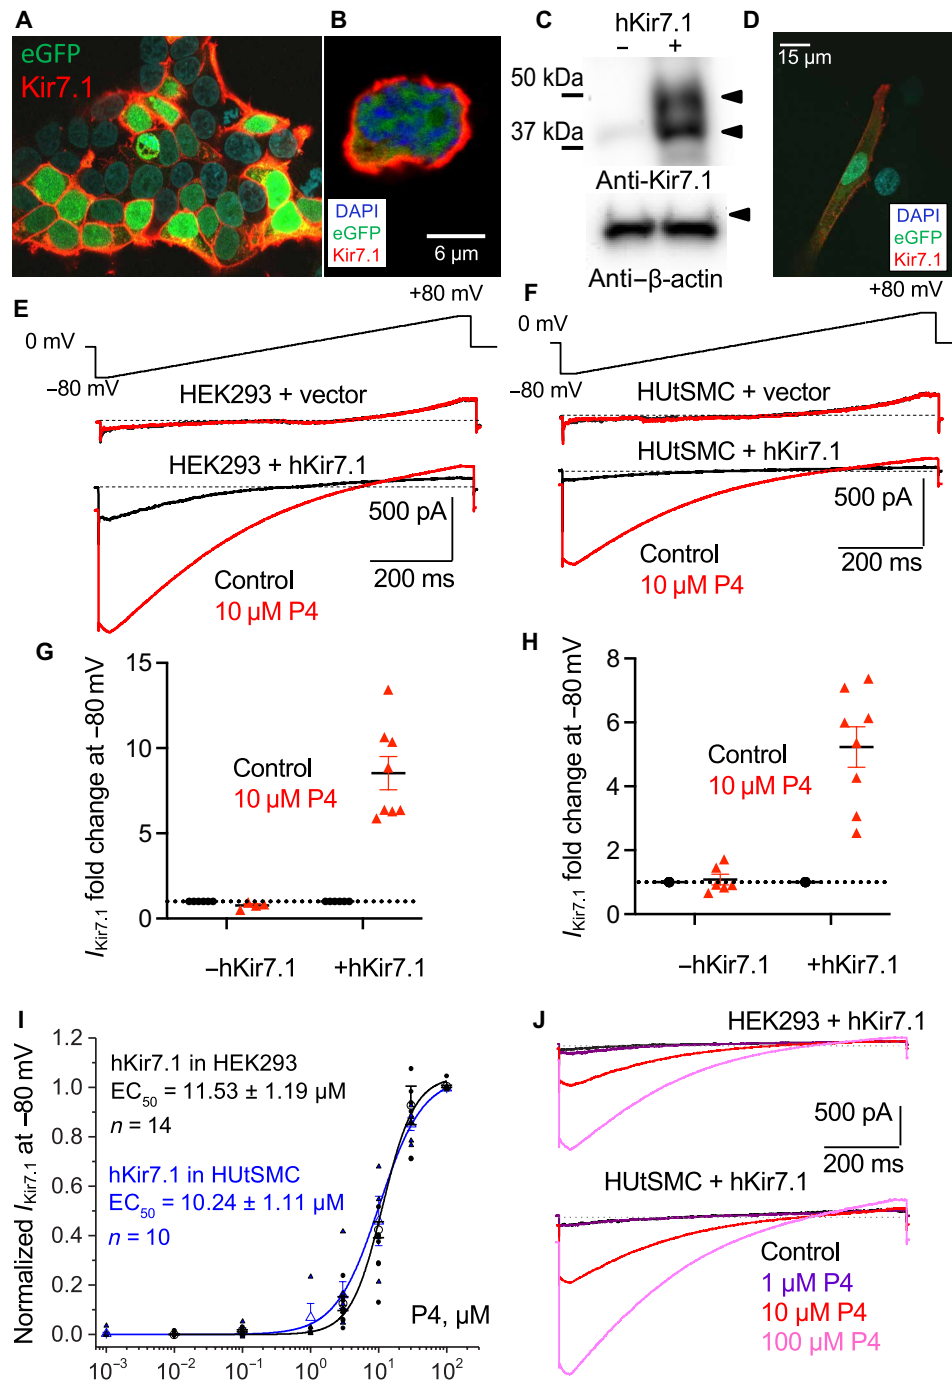 A
eGFP
Kir7.1
B
DAPI
eGFP
Kir7.1
6 µm
C
hKir7.1
– +
50 kDa
37 kDa
Anti-Kir7.1
Anti–β-actin
D
15 µm
DAPI
eGFP
Kir7.1
E
+80 mV
0 mV
–80 mV
HEK293 + vector
HEK293 + hKir7.1
500 pA
200 ms
Control
10 µM P4
F
+80 mV
0 mV
–80 mV
HUtSMC + vector
HUtSMC + hKir7.1
500 pA
200 ms
Control
10 µM P4
G
IKir7.1 fold change at –80 mV
15
10
5
0
Control
10 µM P4
–hKir7.1 +hKir7.1
H
IKir7.1 fold change at –80 mV
8
6
4
2
0
Control
10 µM P4
–hKir7.1 +hKir7.1
I
Normalized IKir7.1 at –80 mV
1.2
1.0
0.8
0.6
0.4
0.2
0.0
hKir7.1 in HEK293
EC50 = 11.53 ± 1.19 µM
n = 14
hKir7.1 in HUtSMC
EC50 = 10.24 ± 1.11 µM
n = 10
P4, µM
10⁻³ 10⁻² 10⁻¹ 10⁰ 10¹ 10²
J
HEK293 + hKir7.1
500 pA
200 ms
HUtSMC + hKir7.1
Control
1 µM P4
10 µM P4
100 µM P4